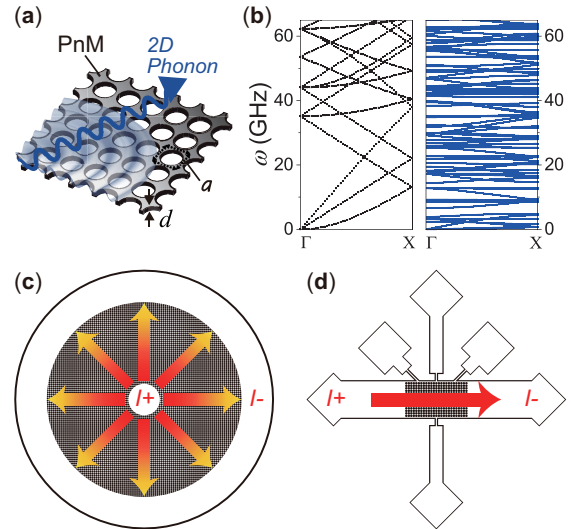 (a)
PnM
2D
Phonon
a
d
(b)
ω (GHz)
60
40
20
0
Γ
X
Γ
X
60
40
20
0
(c)
I+
I-
(d)
I+
I-